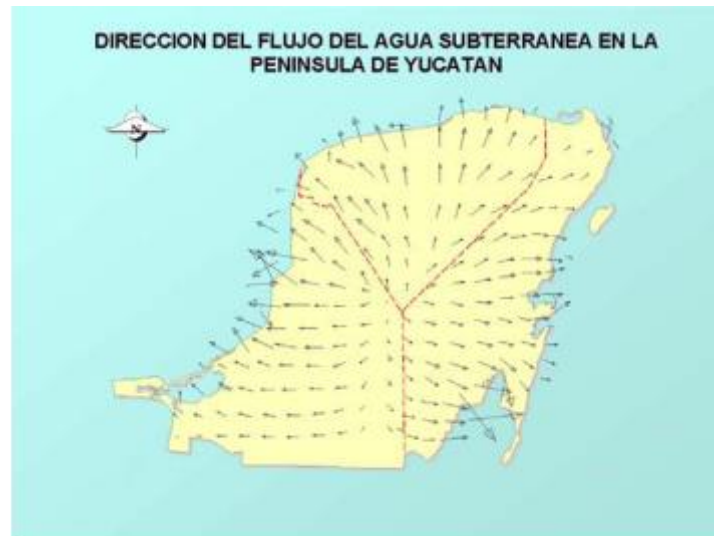 DIRECCION DEL FLUJO DEL AGUA SUBTERRANEA EN LA
PENINSULA DE YUCATAN
N